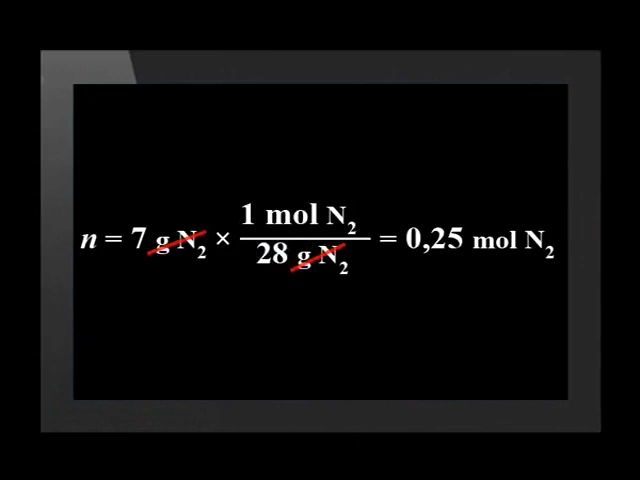 n = 7 g N₂ × 1 mol N₂ / 28 g N₂ = 0,25 mol N₂